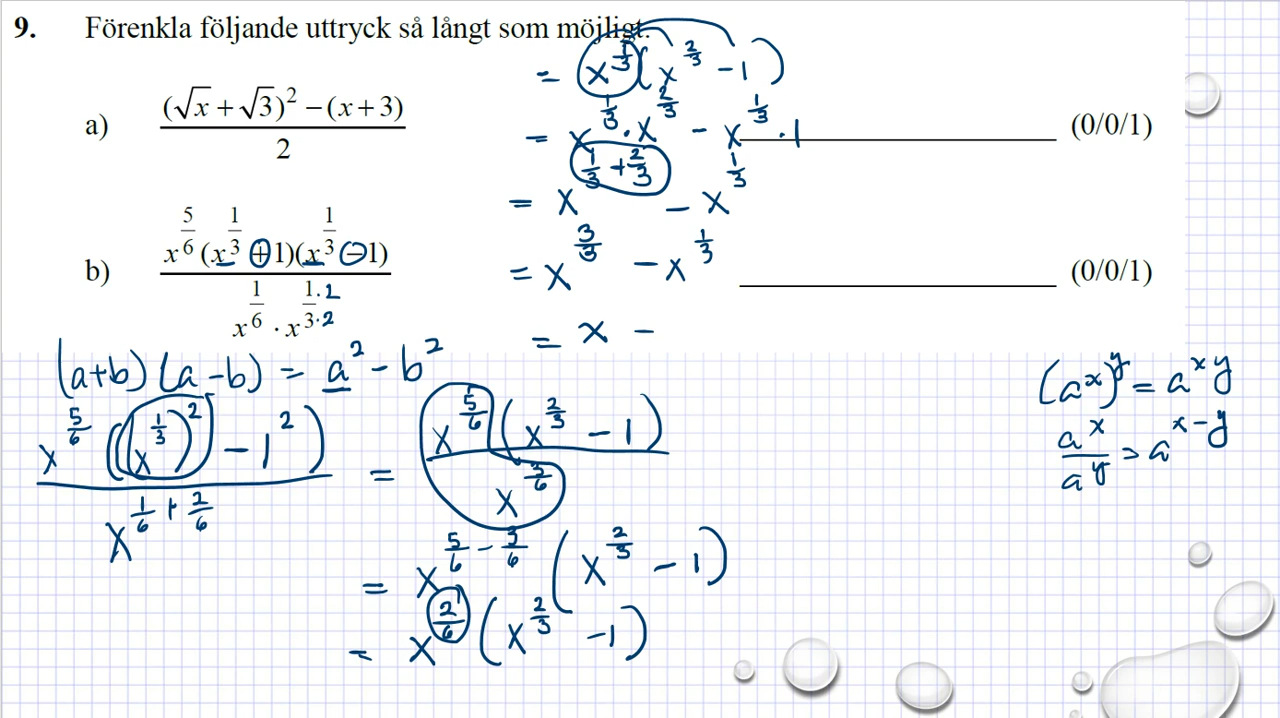 9. Förenkla följande uttryck så långt som möjligt.
= x^(1/3) (x^(2/3) - 1)
a) ((√x + √3)² − (x + 3)) / 2 (0/0/1)
= x^(1/3) · x^(2/3) - x^(1/3) · 1
= x^(1/3 + 2/3) - x^(1/3)
b) (x^(5/6) (x^(1/3) + 1)(x^(1/3) − 1)) / (x^(1/6) · x^(1·2/3·2)) (0/0/1)
= x^(3/3) - x^(1/3)
= x -
(a+b)(a-b) = a² - b²
(x^(5/6) ((x^(1/3))² - 1²)) / x^(1/6 + 2/6) = (x^(5/6) (x^(2/3) - 1)) / x^(3/6)
= x^(5/6 - 3/6) (x^(2/3) - 1)
= x^(2/6) (x^(2/3) - 1)
(a^x)^y = a^(xy)
a^x / a^y = a^(x-y)